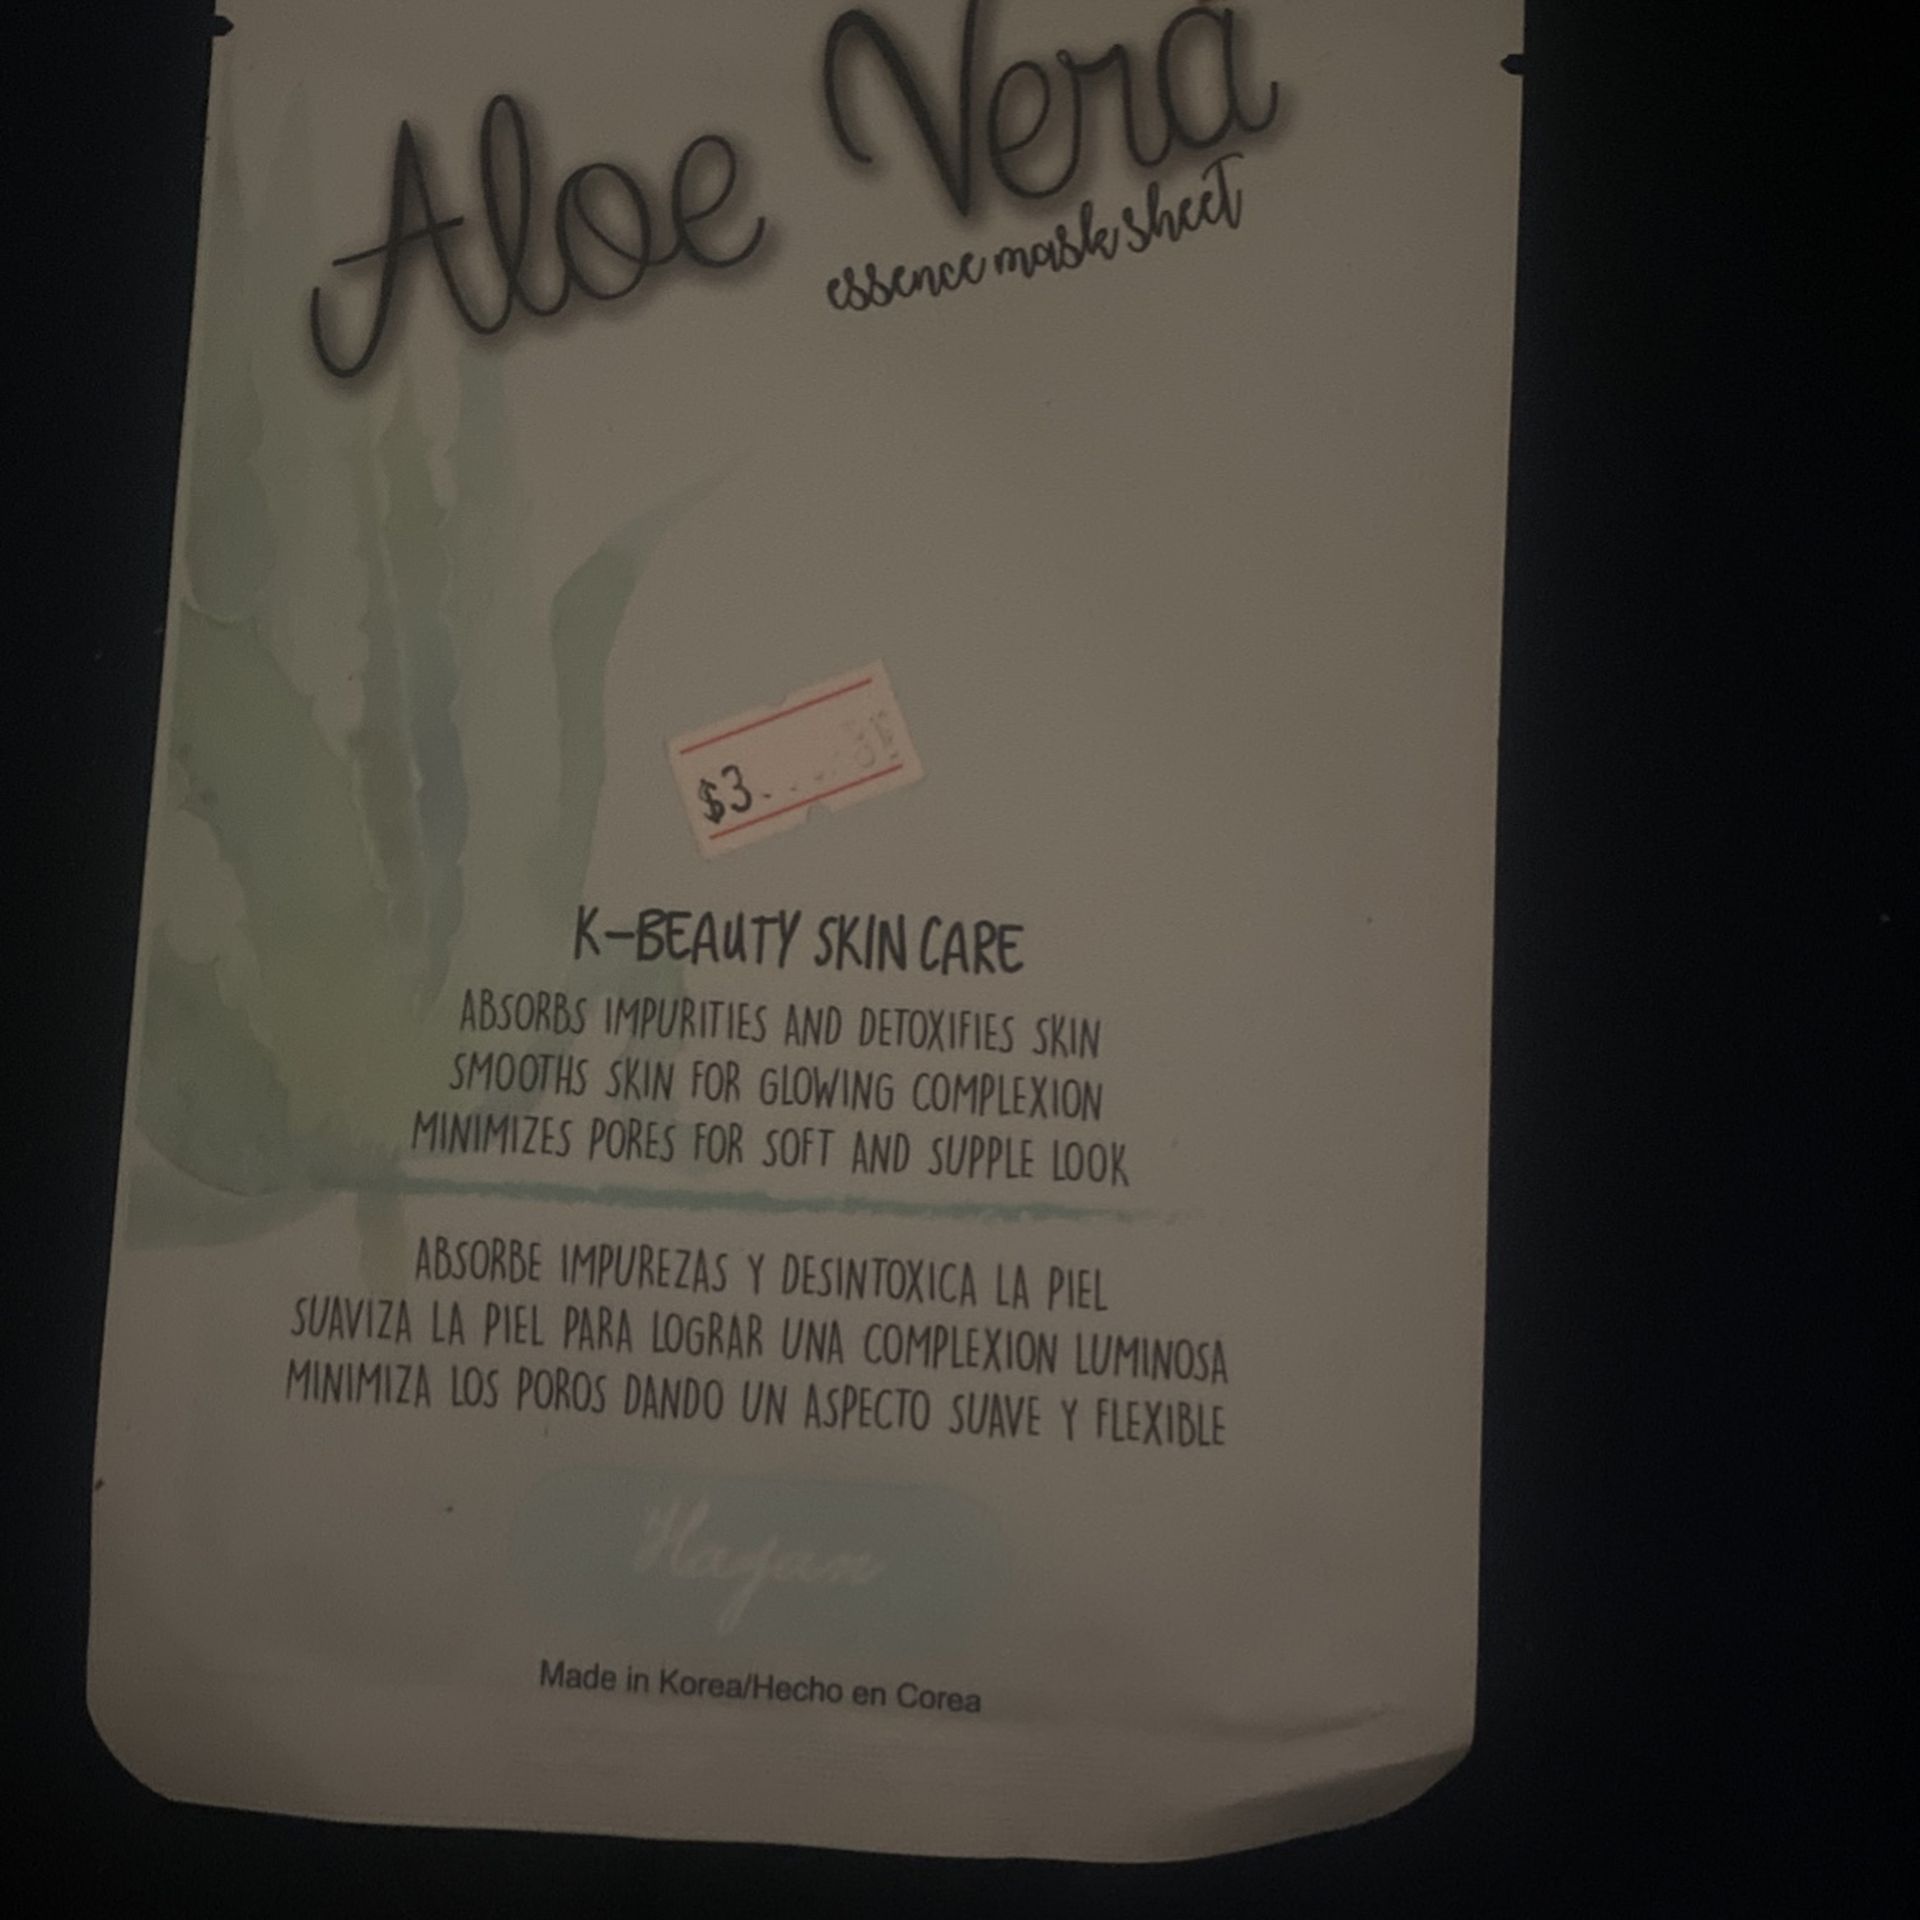 Aloe Vera
essence mask sheet
$3.
K-BEAUTY SKIN CARE
ABSORBS IMPURITIES AND DETOXIFIES SKIN
SMOOTHS SKIN FOR GLOWING COMPLEXION
MINIMIZES PORES FOR SOFT AND SUPPLE LOOK
ABSORBE IMPUREZAS Y DESINTOXICA LA PIEL
SUAVIZA LA PIEL PARA LOGRAR UNA COMPLEXION LUMINOSA
MINIMIZA LOS POROS DANDO UN ASPECTO SUAVE Y FLEXIBLE
Hayan
Made in Korea/Hecho en Corea